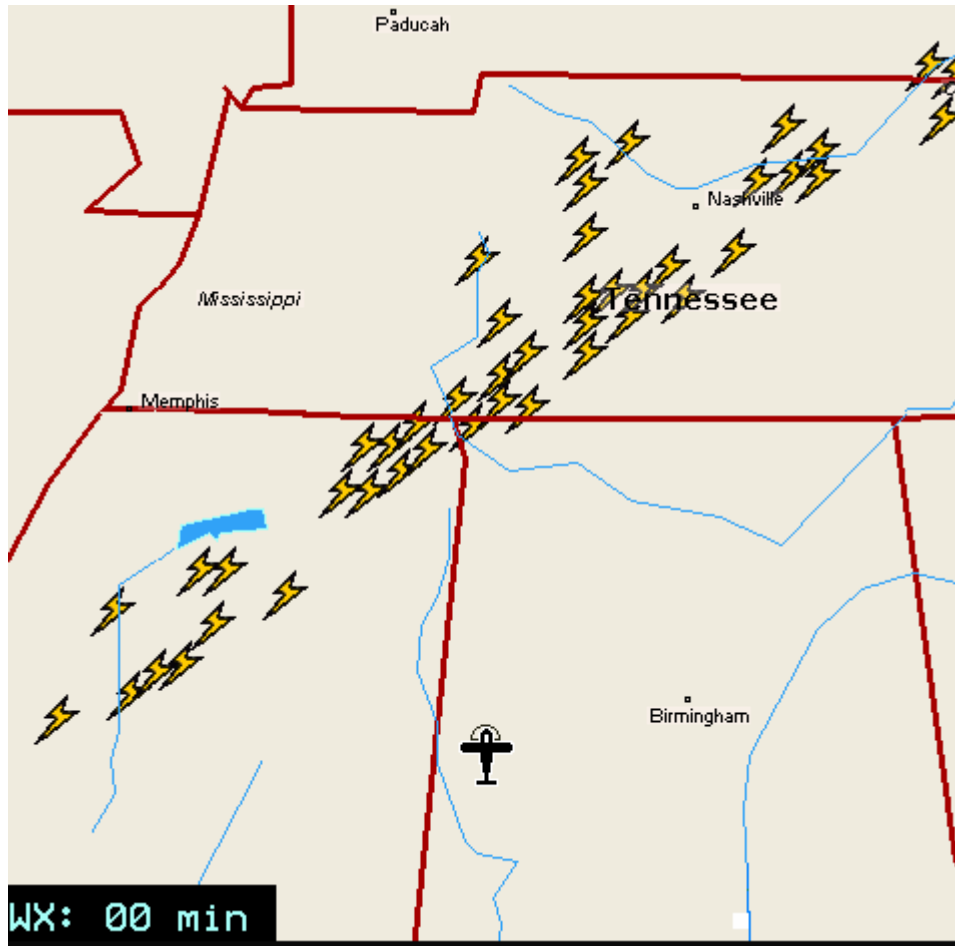 Paducah
Nashville
Mississippi
Tennessee
Memphis
Birmingham
WX: 00 min